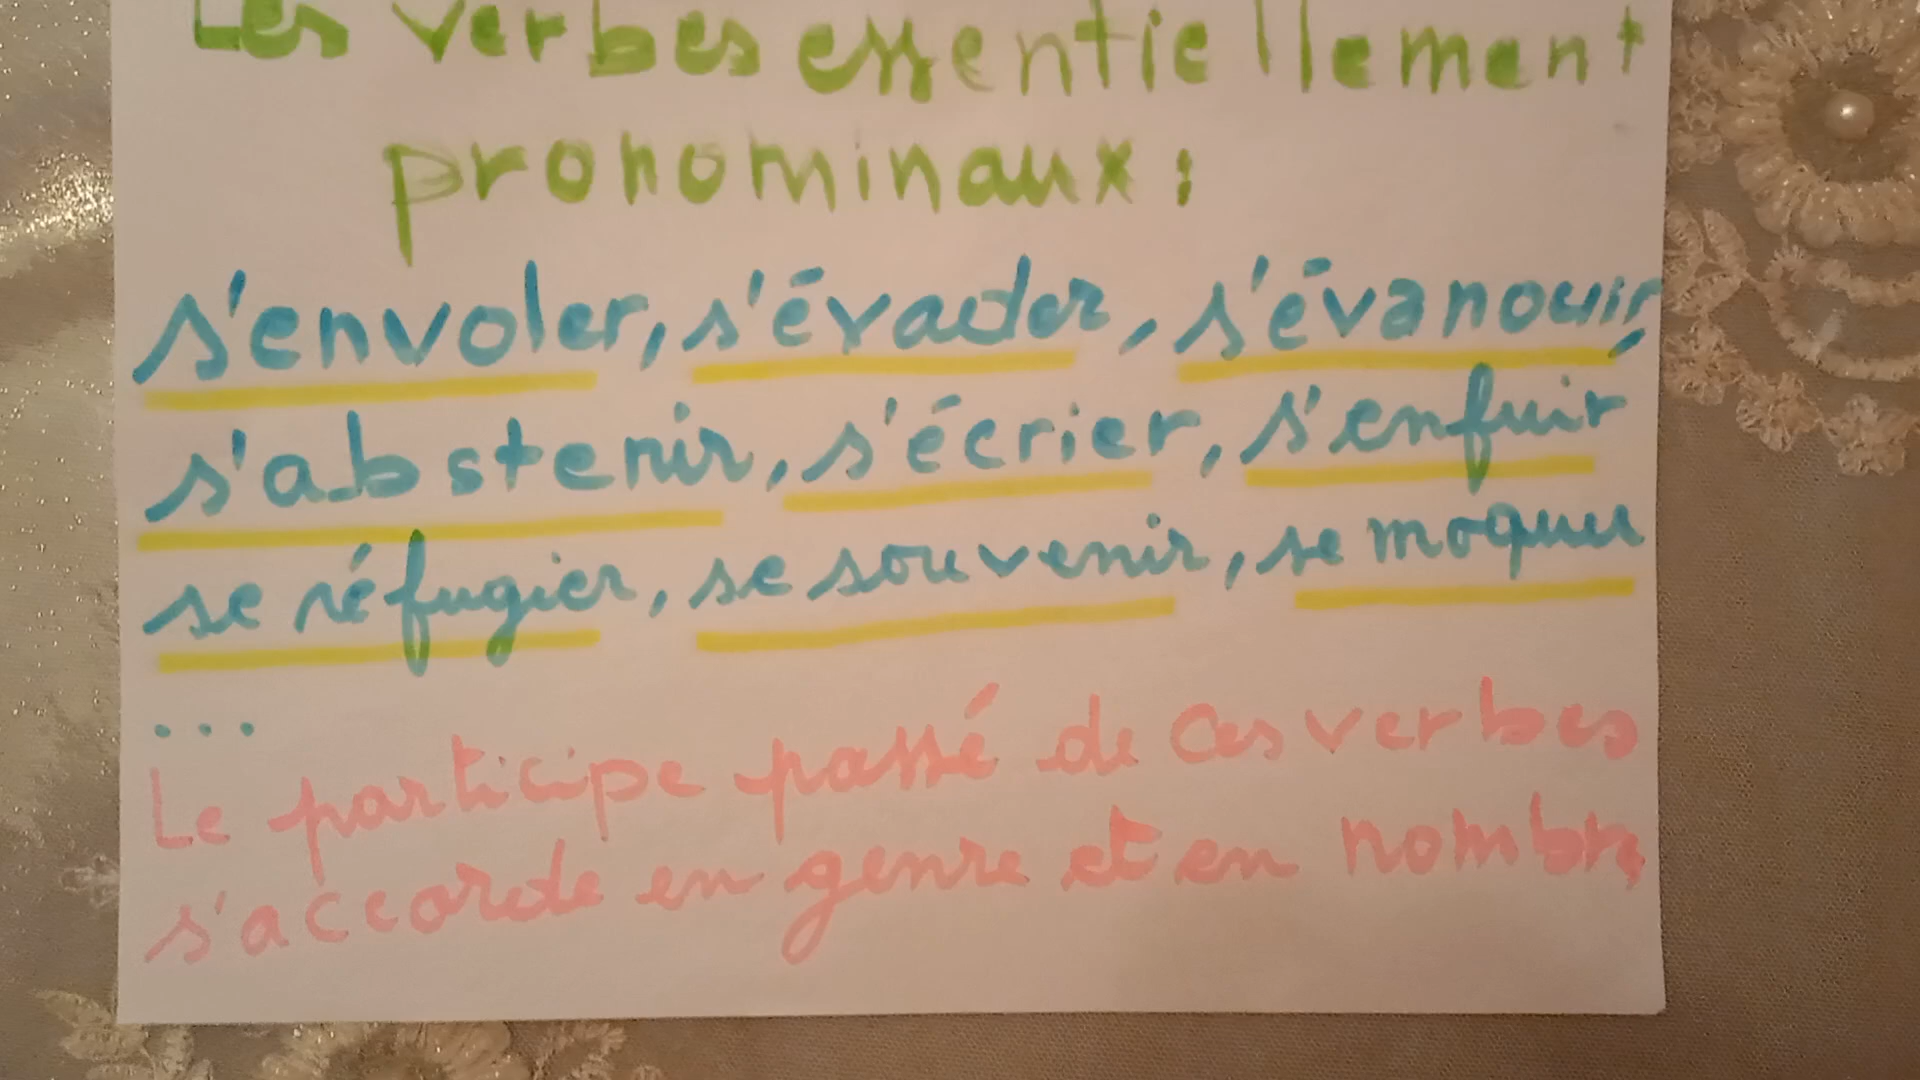 Les verbes essentiellement
pronominaux :
s'envoler, s'évader, s'évanouir,
s'abstenir, s'écrier, s'enfuir
se réfugier, se souvenir, se moquer
...
Le participe passé de ces verbes
s'accorde en genre et en nombre